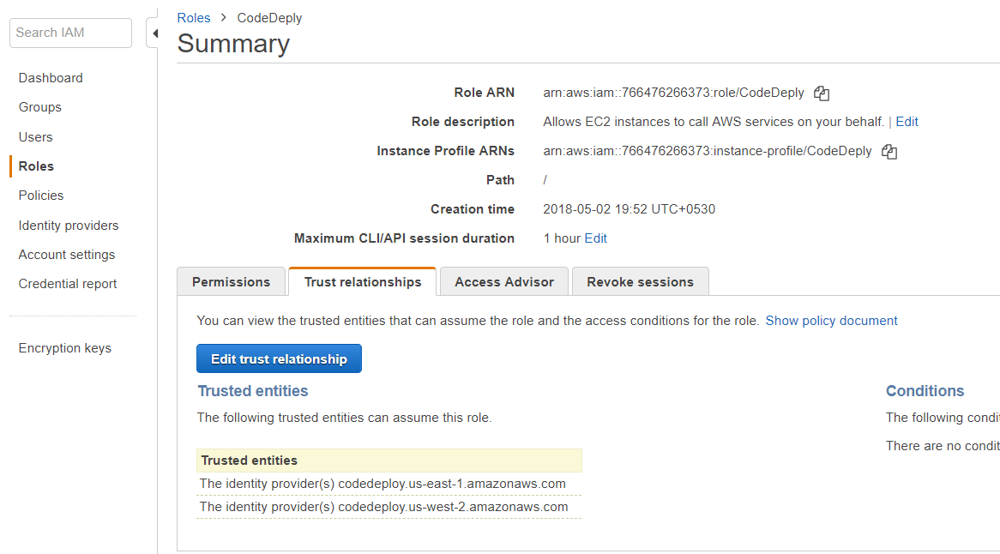 Search IAM
Dashboard
Groups
Users
Roles
Policies
Identity providers
Account settings
Credential report
Encryption keys
Roles > CodeDeply
Summary
Role ARN arn:aws:iam::766476266373:role/CodeDeply
Role description Allows EC2 instances to call AWS services on your behalf. | Edit
Instance Profile ARNs arn:aws:iam::766476266373:instance-profile/CodeDeply
Path /
Creation time 2018-05-02 19:52 UTC+0530
Maximum CLI/API session duration 1 hour Edit
Permissions Trust relationships Access Advisor Revoke sessions
You can view the trusted entities that can assume the role and the access conditions for the role. Show policy document
Edit trust relationship
Trusted entities
The following trusted entities can assume this role.
Trusted entities
The identity provider(s) codedeploy.us-east-1.amazonaws.com
The identity provider(s) codedeploy.us-west-2.amazonaws.com
Conditions
The following condi
There are no condit